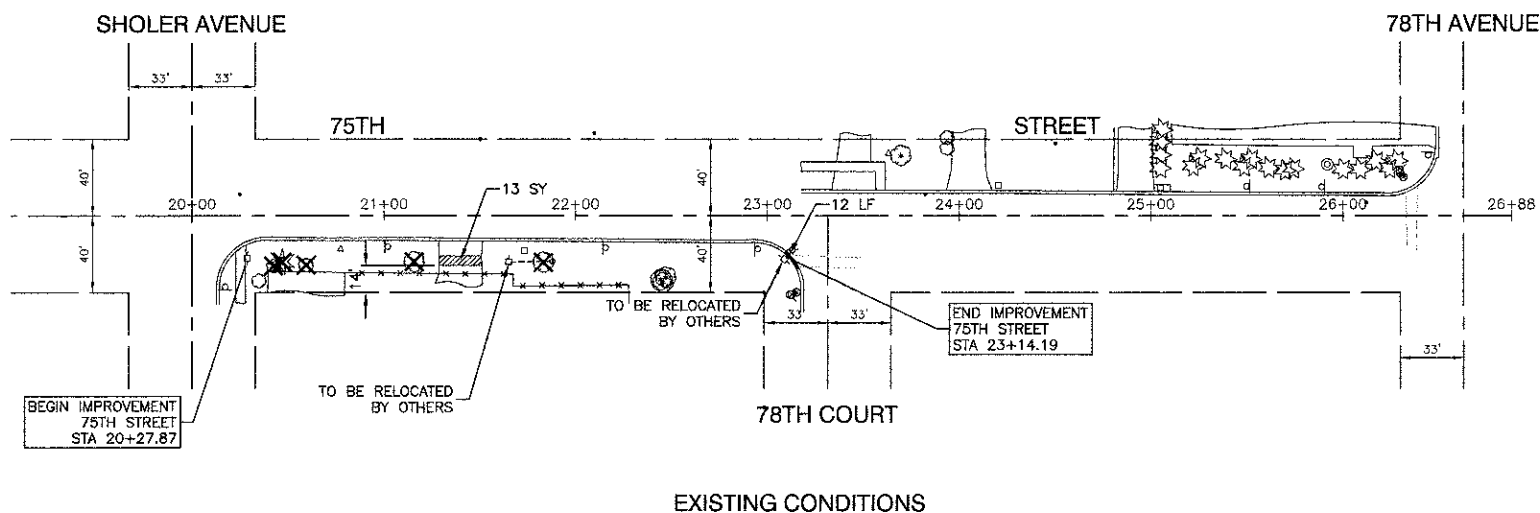 SHOLER AVENUE
78TH AVENUE
33'
33'
75TH
STREET
40'
40'
13 SY
20+00
21+00
22+00
23+00
12 LF
24+00
25+00
26+00
26+88
40'
40'
14'
TO BE RELOCATED
BY OTHERS
33'
33'
END IMPROVEMENT
75TH STREET
STA 23+14.19
33'
TO BE RELOCATED
BY OTHERS
BEGIN IMPROVEMENT
75TH STREET
STA 20+27.87
78TH COURT
EXISTING CONDITIONS